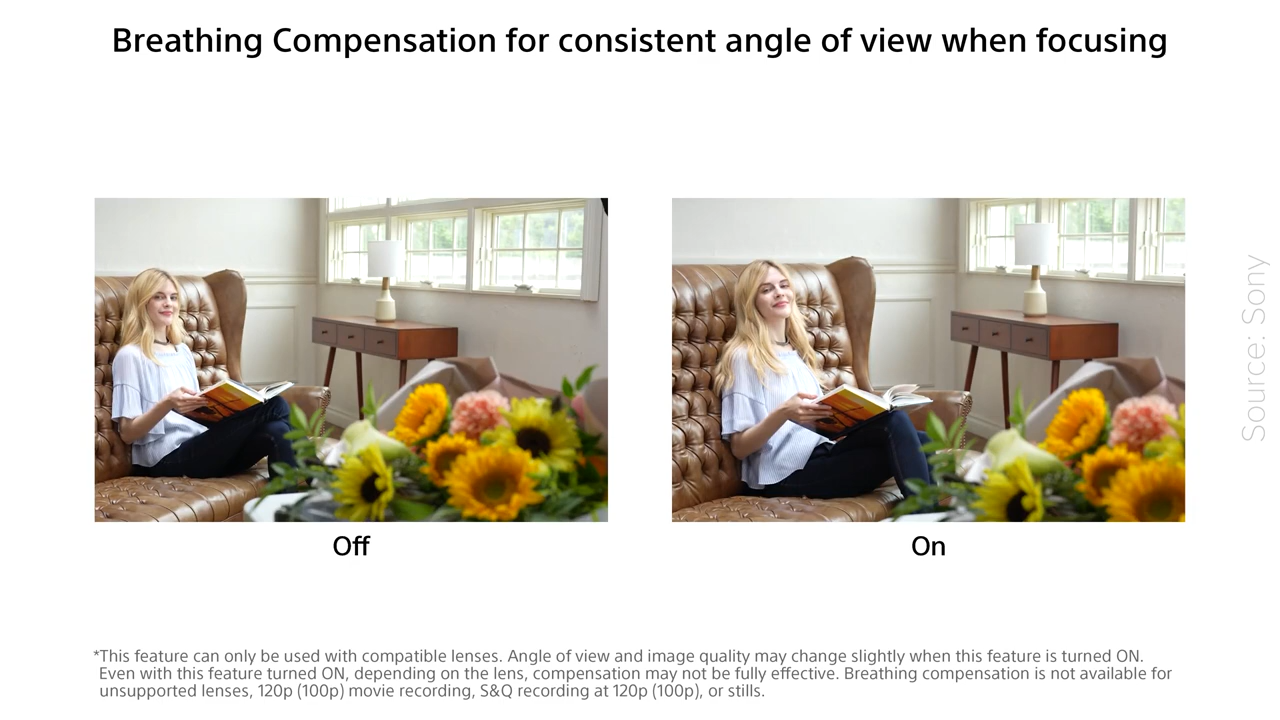 Breathing Compensation for consistent angle of view when focusing
Source: Sony
Off
On
*This feature can only be used with compatible lenses. Angle of view and image quality may change slightly when this feature is turned ON.
Even with this feature turned ON, depending on the lens, compensation may not be fully effective. Breathing compensation is not available for
unsupported lenses, 120p (100p) movie recording, S&Q recording at 120p (100p), or stills.